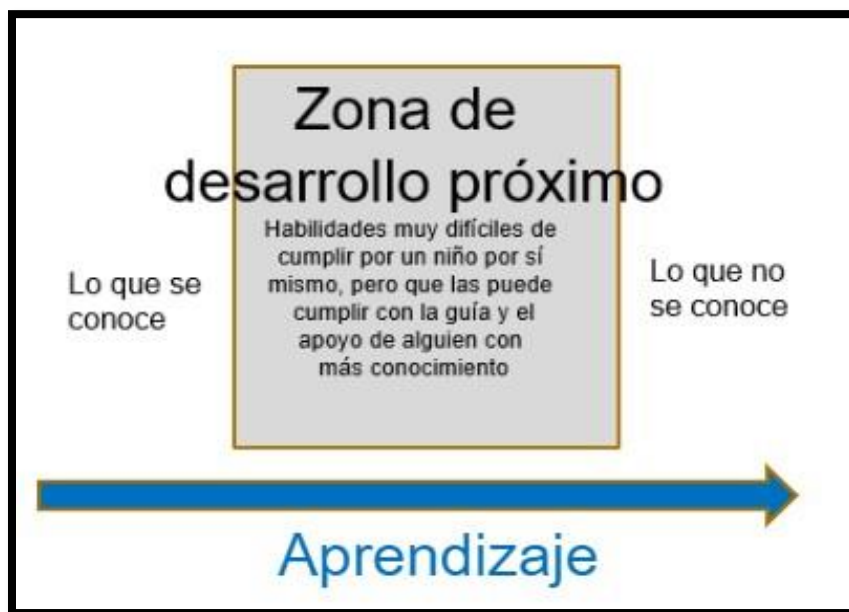 Zona de
desarrollo próximo
Habilidades muy difíciles de
cumplir por un niño por sí
mismo, pero que las puede
cumplir con la guía y el
apoyo de alguien con
más conocimiento
Lo que se
conoce
Lo que no
se conoce
Aprendizaje